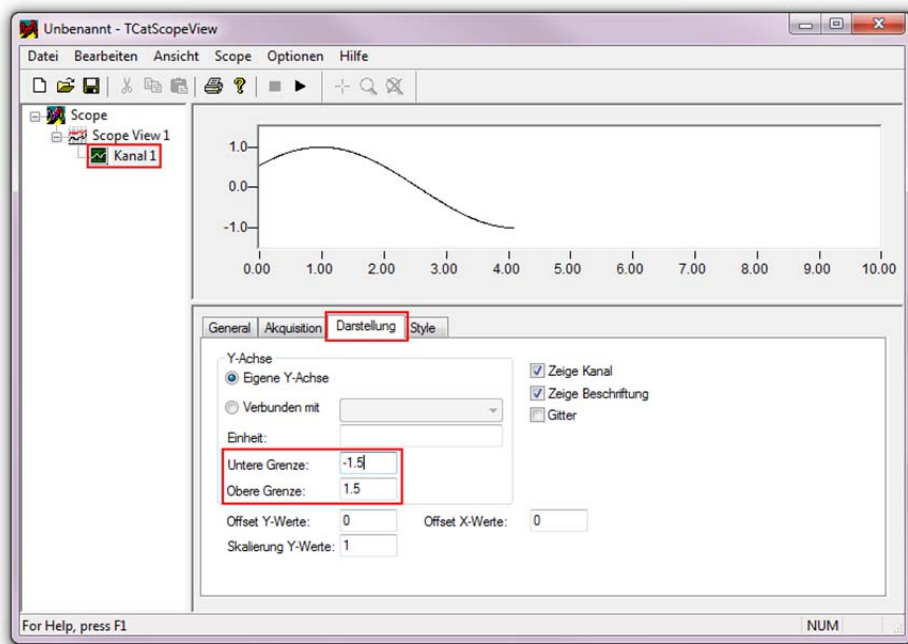 Unbenannt - TCatScopeView
Datei Bearbeiten Ansicht Scope Optionen Hilfe
Scope
Scope View 1
Kanal 1
1.0
0.0
-1.0
0.00 1.00 2.00 3.00 4.00 5.00 6.00 7.00 8.00 9.00 10.00
General Akquisition Darstellung Style
Y-Achse
Eigene Y-Achse
Verbunden mit
Einheit:
Untere Grenze: -1.5
Obere Grenze: 1.5
Zeige Kanal
Zeige Beschriftung
Gitter
Offset Y-Werte: 0 Offset X-Werte: 0
Skalierung Y-Werte: 1
For Help, press F1 NUM